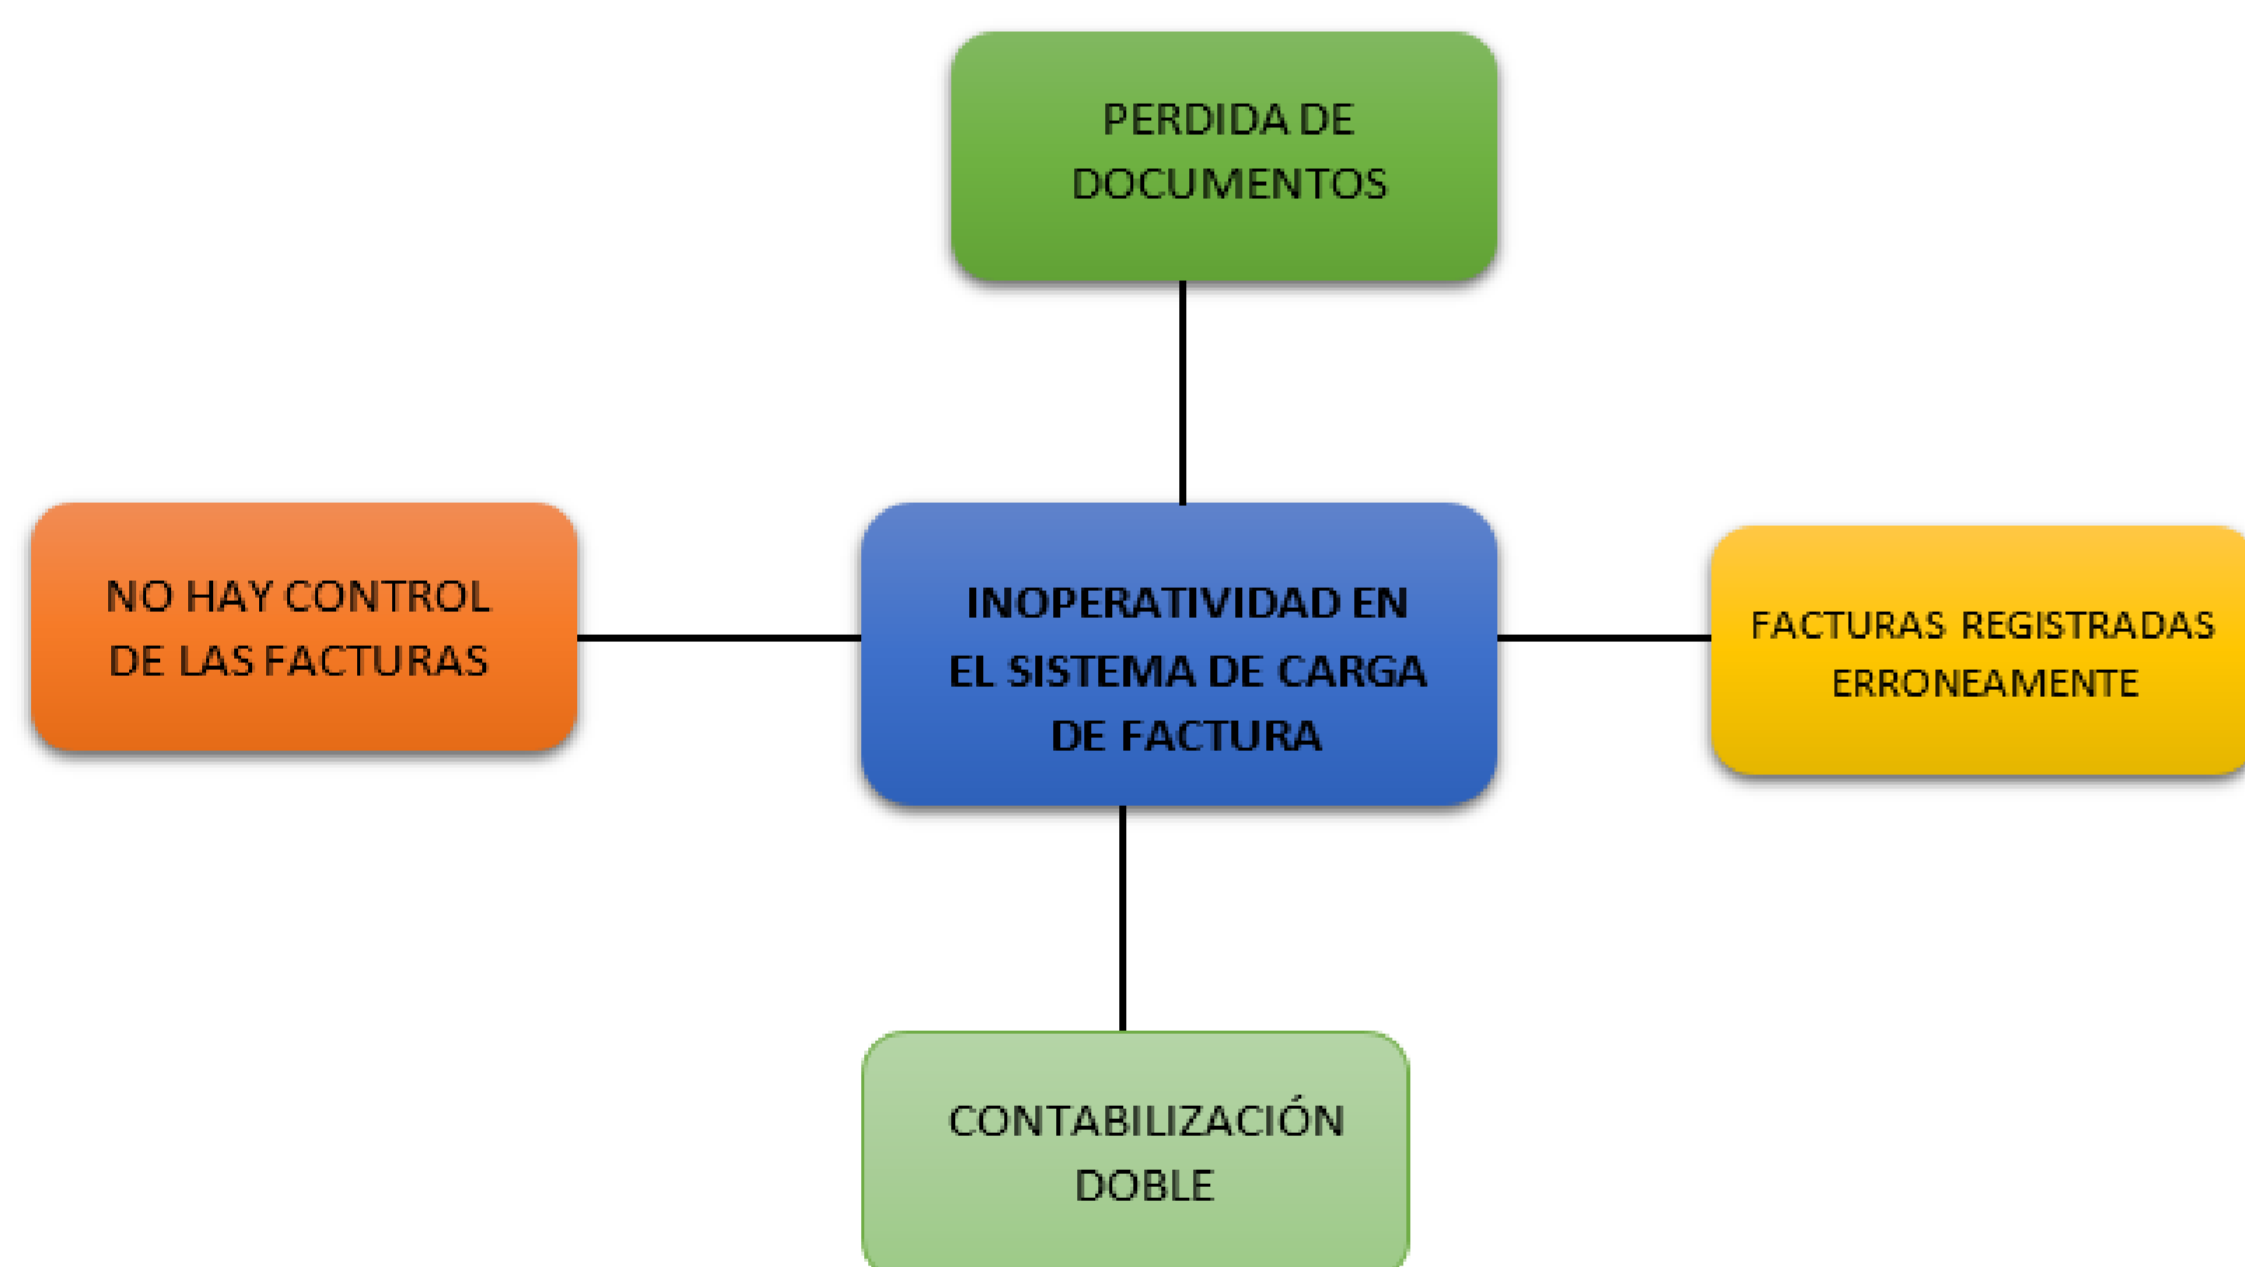 PERDIDA DE
DOCUMENTOS
NO HAY CONTROL
DE LAS FACTURAS
INOPERATIVIDAD EN
EL SISTEMA DE CARGA
DE FACTURA
FACTURAS REGISTRADAS
ERRONEAMENTE
CONTABILIZACIÓN
DOBLE